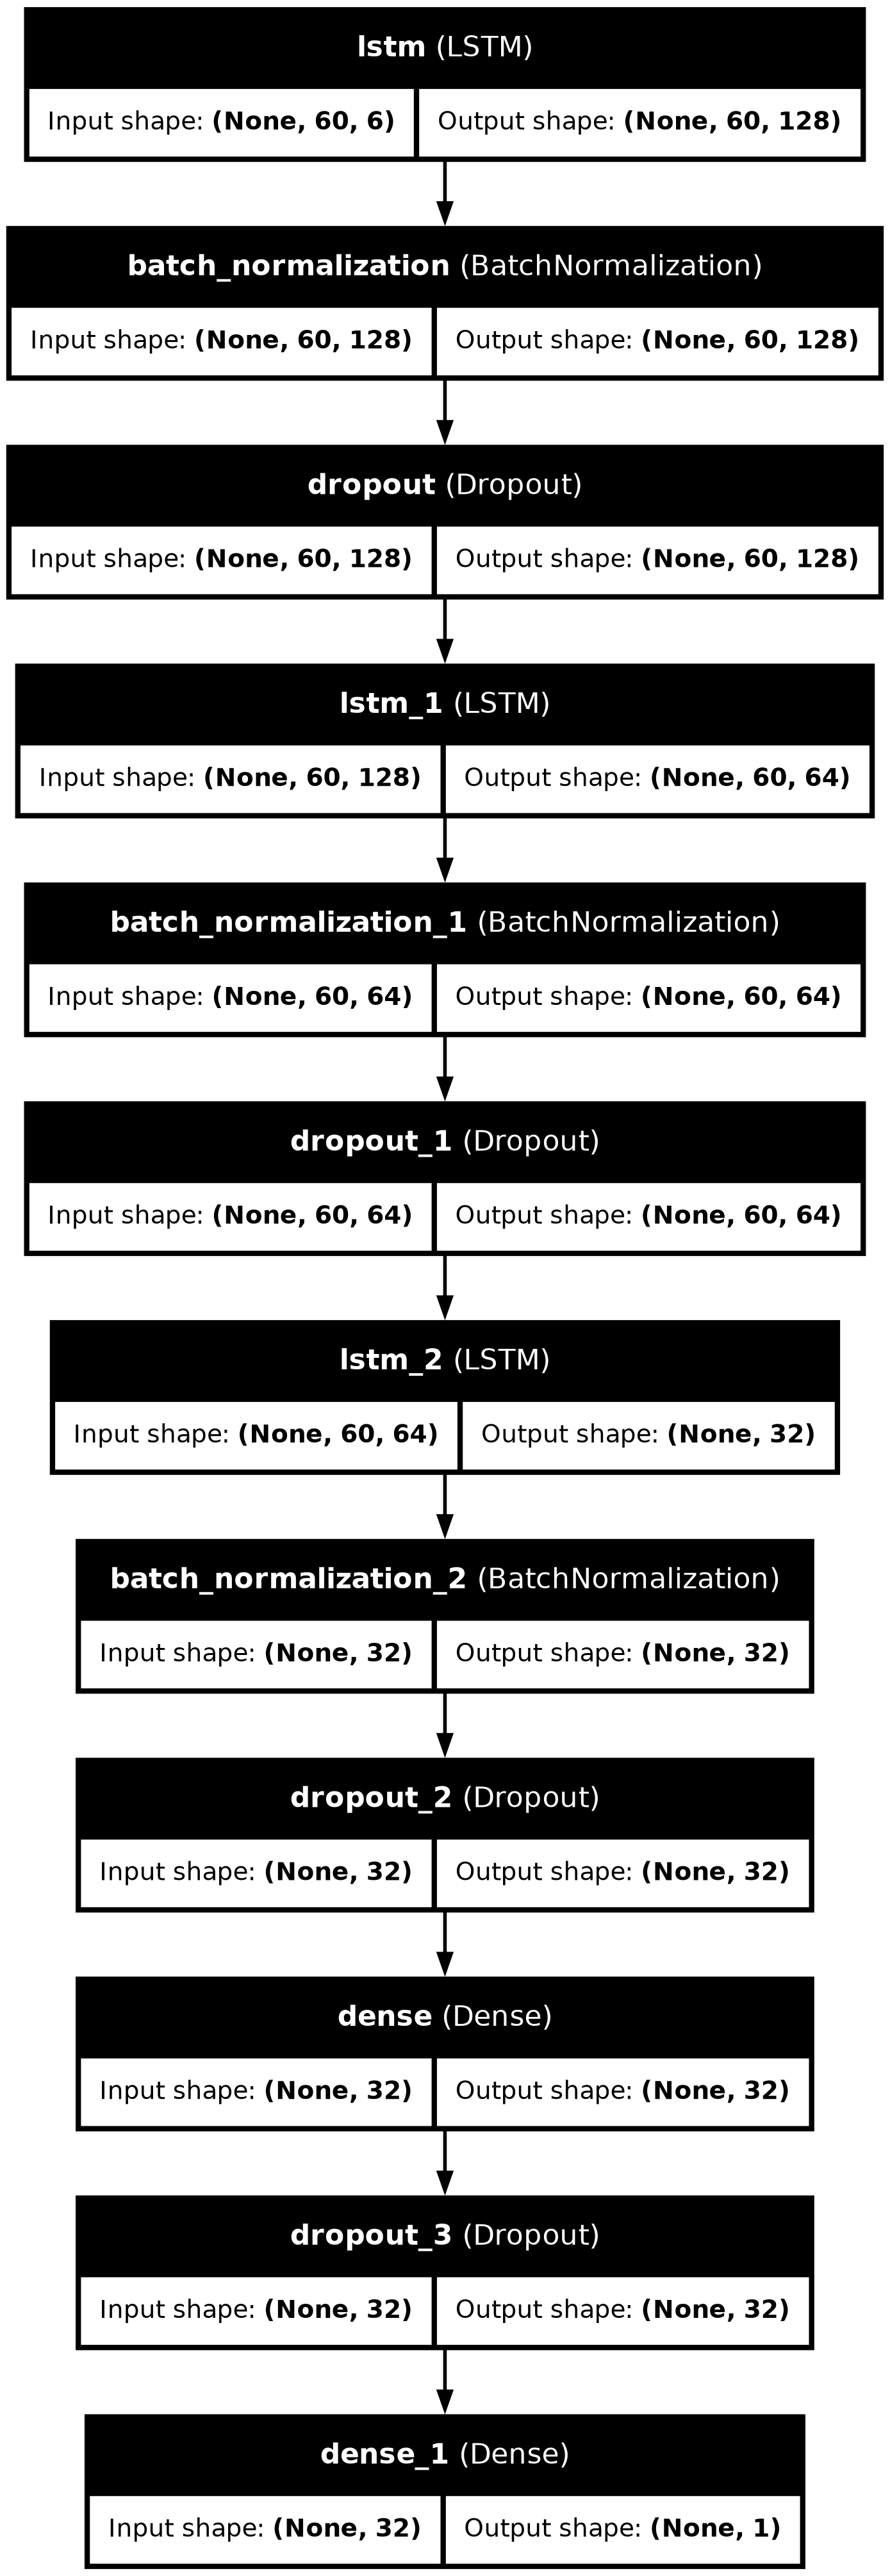 lstm (LSTM)
Input shape: (None, 60, 6) Output shape: (None, 60, 128)
batch_normalization (BatchNormalization)
Input shape: (None, 60, 128) Output shape: (None, 60, 128)
dropout (Dropout)
Input shape: (None, 60, 128) Output shape: (None, 60, 128)
lstm_1 (LSTM)
Input shape: (None, 60, 128) Output shape: (None, 60, 64)
batch_normalization_1 (BatchNormalization)
Input shape: (None, 60, 64) Output shape: (None, 60, 64)
dropout_1 (Dropout)
Input shape: (None, 60, 64) Output shape: (None, 60, 64)
lstm_2 (LSTM)
Input shape: (None, 60, 64) Output shape: (None, 32)
batch_normalization_2 (BatchNormalization)
Input shape: (None, 32) Output shape: (None, 32)
dropout_2 (Dropout)
Input shape: (None, 32) Output shape: (None, 32)
dense (Dense)
Input shape: (None, 32) Output shape: (None, 32)
dropout_3 (Dropout)
Input shape: (None, 32) Output shape: (None, 32)
dense_1 (Dense)
Input shape: (None, 32) Output shape: (None, 1)